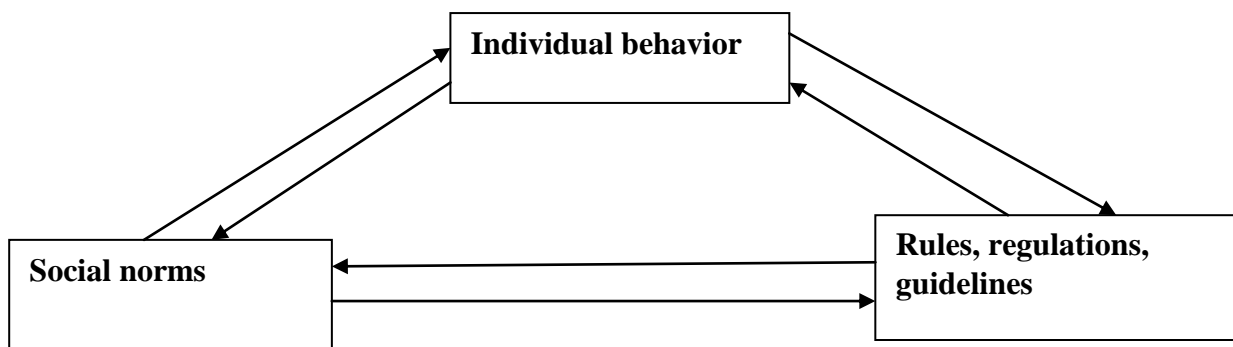 Individual behavior
Social norms
Rules, regulations,
guidelines